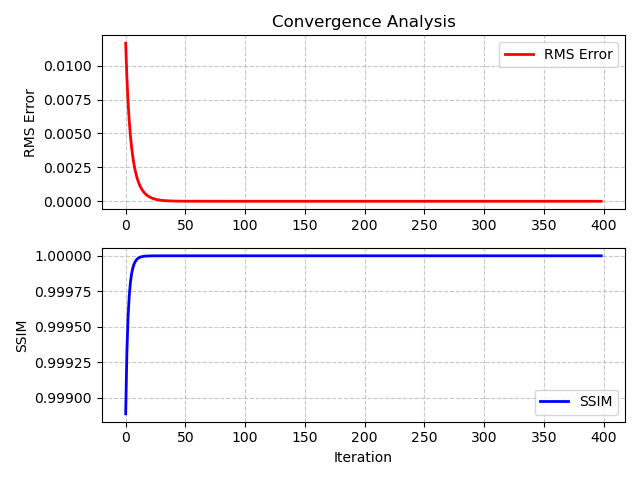 Convergence Analysis
RMS Error
0.0100
0.0075
0.0050
0.0025
0.0000
RMS Error
0 50 100 150 200 250 300 350 400
SSIM
1.00000
0.99975
0.99950
0.99925
0.99900
SSIM
0 50 100 150 200 250 300 350 400
Iteration